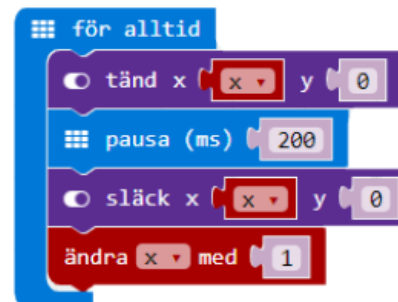 för alltid
tänd x x y 0
pausa (ms) 200
släck x x y 0
ändra x med 1